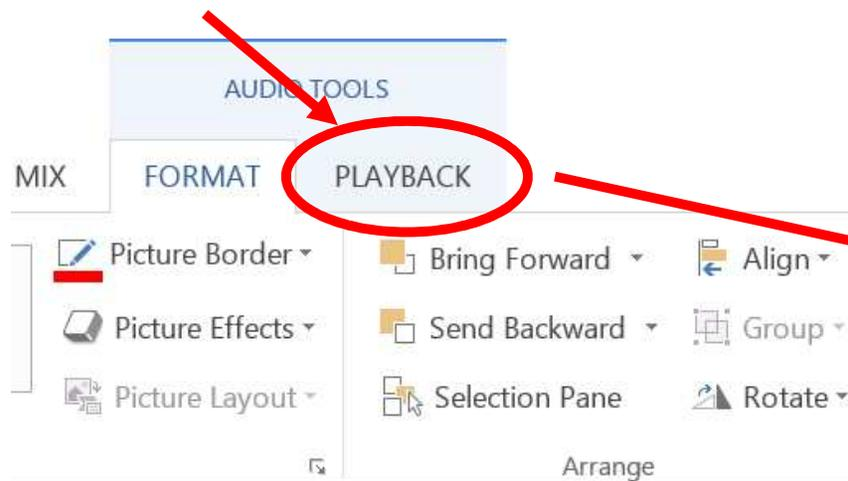 AUDIO TOOLS
MIX FORMAT PLAYBACK
Picture Border Bring Forward Align
Picture Effects Send Backward Group
Picture Layout Selection Pane Rotate
Arrange